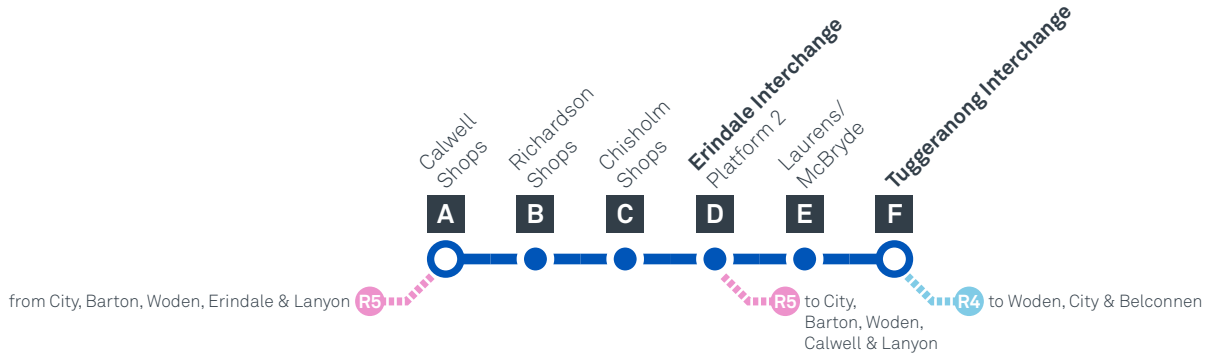 Calwell
Shops
Richardson
Shops
Chisholm
Shops
Erindale Interchange
Platform 2
Laurens/
McBryde
Tuggeranong Interchange
A
B
C
D
E
F
from City, Barton, Woden, Erindale & Lanyon R5
R5 to City,
Barton, Woden,
Calwell & Lanyon
R4 to Woden, City & Belconnen